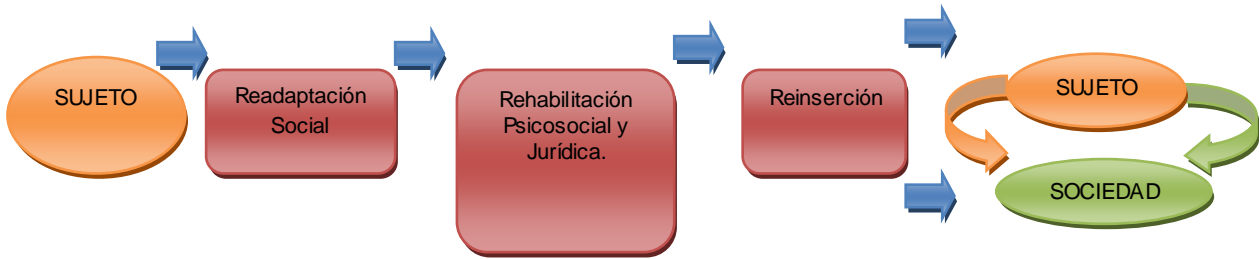 SUJETO
Readaptación
Social
Rehabilitación
Psicosocial y
Jurídica.
Reinserción
SUJETO
SOCIEDAD